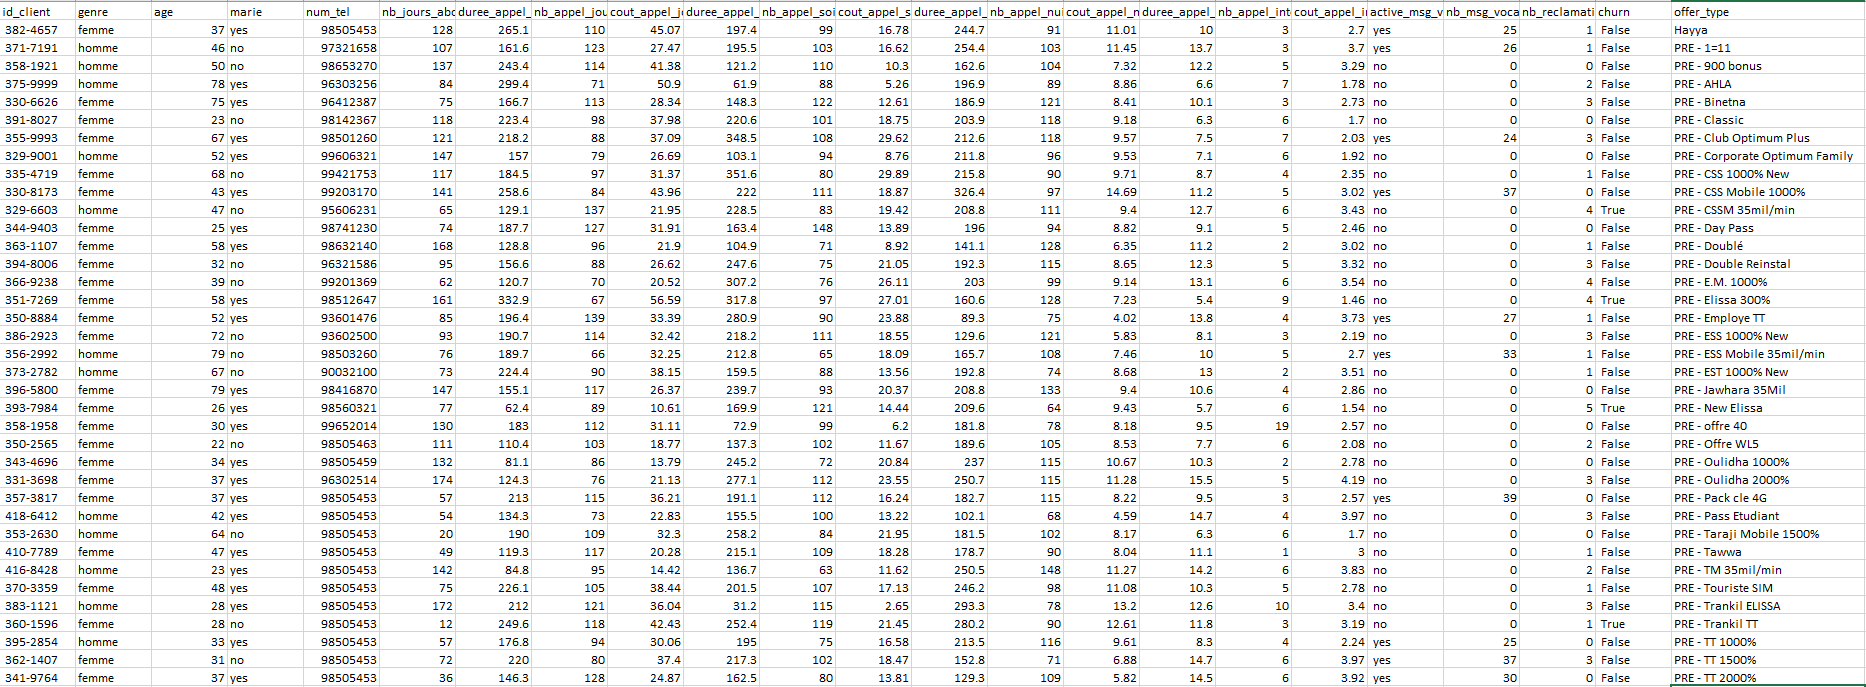 id_client genre age marie num_tel nb_jours_abo duree_appel_ nb_appel_jou cout_appel_j duree_appel_ nb_appel_soi cout_appel_s duree_appel_ nb_appel_nui cout_appel_n duree_appel_ nb_appel_inte cout_appel_in active_msg_v nb_msg_voca nb_reclamati churn offer_type
382-4657 femme 37 yes 98505453 128 265.1 110 45.07 197.4 99 16.78 244.7 91 11.01 10 3 2.7 yes 25 1 False Hayya
371-7191 homme 46 no 97321658 107 161.6 123 27.47 195.5 103 16.62 254.4 103 11.45 13.7 3 3.7 yes 26 1 False PRE - 1=11
358-1921 homme 50 no 98653270 137 243.4 114 41.38 121.2 110 10.3 162.6 104 7.32 12.2 5 3.29 no 0 0 False PRE - 900 bonus
375-9999 homme 78 yes 96303256 84 299.4 71 50.9 61.9 88 5.26 196.9 89 8.86 6.6 7 1.78 no 0 2 False PRE - AHLA
330-6626 femme 75 yes 96412387 75 166.7 113 28.34 148.3 122 12.61 186.9 121 8.41 10.1 3 2.73 no 0 3 False PRE - Binetna
391-8027 femme 23 no 98142367 118 223.4 98 37.98 220.6 101 18.75 203.9 118 9.18 6.3 6 1.7 no 0 0 False PRE - Classic
355-9993 femme 67 yes 98501260 121 218.2 88 37.09 348.5 108 29.62 212.6 118 9.57 7.5 7 2.03 yes 24 3 False PRE - Club Optimum Plus
329-9001 homme 52 yes 99606321 147 157 79 26.69 103.1 94 8.76 211.8 96 9.53 7.1 6 1.92 no 0 0 False PRE - Corporate Optimum Family
335-4719 femme 68 no 99421753 117 184.5 97 31.37 351.6 80 29.89 215.8 90 9.71 8.7 4 2.35 no 0 1 False PRE - CSS 1000% New
330-8173 femme 43 yes 99203170 141 258.6 84 43.96 222 111 18.87 326.4 97 14.69 11.2 5 3.02 yes 37 0 False PRE - CSS Mobile 1000%
329-6603 homme 47 no 95606231 65 129.1 137 21.95 228.5 83 19.42 208.8 111 9.4 12.7 6 3.43 no 0 4 True PRE - CSSM 35mil/min
344-9403 femme 25 yes 98741230 74 187.7 127 31.91 163.4 148 13.89 196 94 8.82 9.1 5 2.46 no 0 0 False PRE - Day Pass
363-1107 femme 58 yes 98632140 168 128.8 96 21.9 104.9 71 8.92 141.1 128 6.35 11.2 2 3.02 no 0 1 False PRE - Doublé
394-8006 femme 32 no 96321586 95 156.6 88 26.62 247.6 75 21.05 192.3 115 8.65 12.3 5 3.32 no 0 3 False PRE - Double Reinstal
366-9238 femme 39 no 99201369 62 120.7 70 20.52 307.2 76 26.11 203 99 9.14 13.1 6 3.54 no 0 4 False PRE - E.M. 1000%
351-7269 femme 58 yes 98512647 161 332.9 67 56.59 317.8 97 27.01 160.6 128 7.23 5.4 9 1.46 no 0 4 True PRE - Elissa 300%
350-8884 femme 52 yes 93601476 85 196.4 139 33.39 280.9 90 23.88 89.3 75 4.02 13.8 4 3.73 yes 27 1 False PRE - Employe TT
386-2923 femme 72 no 93602500 93 190.7 114 32.42 218.2 111 18.55 129.6 121 5.83 8.1 3 2.19 no 0 3 False PRE - ESS 1000% New
356-2992 homme 79 no 98503260 76 189.7 66 32.25 212.8 65 18.09 165.7 108 7.46 10 5 2.7 yes 33 1 False PRE - ESS Mobile 35mil/min
373-2782 homme 67 no 90032100 73 224.4 90 38.15 159.5 88 13.56 192.8 74 8.68 13 2 3.51 no 0 1 False PRE - EST 1000% New
396-5800 femme 79 yes 98416870 147 155.1 117 26.37 239.7 93 20.37 208.8 133 9.4 10.6 4 2.86 no 0 0 False PRE - Jawhara 35Mil
393-7984 femme 26 yes 98560321 77 62.4 89 10.61 169.9 121 14.44 209.6 64 9.43 5.7 6 1.54 no 0 5 True PRE - New Elissa
358-1958 femme 30 yes 99652014 130 183 112 31.11 72.9 99 6.2 181.8 78 8.18 9.5 19 2.57 no 0 0 False PRE - offre 40
350-2565 femme 22 no 98505463 111 110.4 103 18.77 137.3 102 11.67 189.6 105 8.53 7.7 6 2.08 no 0 2 False PRE - Offre WL5
343-4696 femme 34 yes 98505459 132 81.1 86 13.79 245.2 72 20.84 237 115 10.67 10.3 2 2.78 no 0 0 False PRE - Oulidha 1000%
331-3698 femme 37 yes 96302514 174 124.3 76 21.13 277.1 112 23.55 250.7 115 11.28 15.5 5 4.19 no 0 3 False PRE - Oulidha 2000%
357-3817 femme 37 yes 98505453 57 213 115 36.21 191.1 112 16.24 182.7 115 8.22 9.5 3 2.57 yes 39 0 False PRE - Pack cle 4G
418-6412 homme 42 yes 98505453 54 134.3 73 22.83 155.5 100 13.22 102.1 68 4.59 14.7 4 3.97 no 0 3 False PRE - Pass Etudiant
353-2630 homme 64 no 98505453 20 190 109 32.3 258.2 84 21.95 181.5 102 8.17 6.3 6 1.7 no 0 0 False PRE - Taraji Mobile 1500%
410-7789 femme 47 yes 98505453 49 119.3 117 20.28 215.1 109 18.28 178.7 90 8.04 11.1 1 3 no 0 1 False PRE - Tawwa
416-8428 homme 23 yes 98505453 142 84.8 95 14.42 136.7 63 11.62 250.5 148 11.27 14.2 6 3.83 no 0 2 False PRE - TM 35mil/min
370-3359 femme 48 yes 98505453 75 226.1 105 38.44 201.5 107 17.13 246.2 98 11.08 10.3 5 2.78 no 0 1 False PRE - Touriste SIM
383-1121 homme 28 yes 98505453 172 212 121 36.04 31.2 115 2.65 293.3 78 13.2 12.6 10 3.4 no 0 3 False PRE - Trankil ELISSA
360-1596 femme 28 no 98505453 12 249.6 118 42.43 252.4 119 21.45 280.2 90 12.61 11.8 3 3.19 no 0 1 True PRE - Trankil TT
395-2854 homme 33 yes 98505453 57 176.8 94 30.06 195 75 16.58 213.5 116 9.61 8.3 4 2.24 yes 25 0 False PRE - TT 1000%
362-1407 femme 31 no 98505453 72 220 80 37.4 217.3 102 18.47 152.8 71 6.88 14.7 6 3.97 yes 37 3 False PRE - TT 1500%
341-9764 femme 37 yes 98505453 36 146.3 128 24.87 162.5 80 13.81 129.3 109 5.82 14.5 6 3.92 yes 30 0 False PRE - TT 2000%